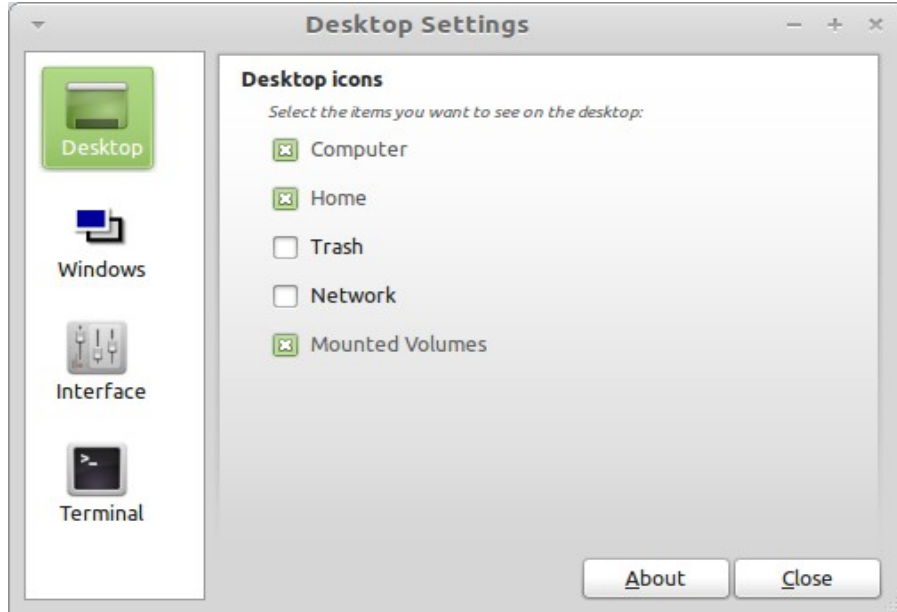 Desktop Settings
Desktop
Windows
Interface
Terminal
Desktop icons
Select the items you want to see on the desktop:
Computer
Home
Trash
Network
Mounted Volumes
About
Close